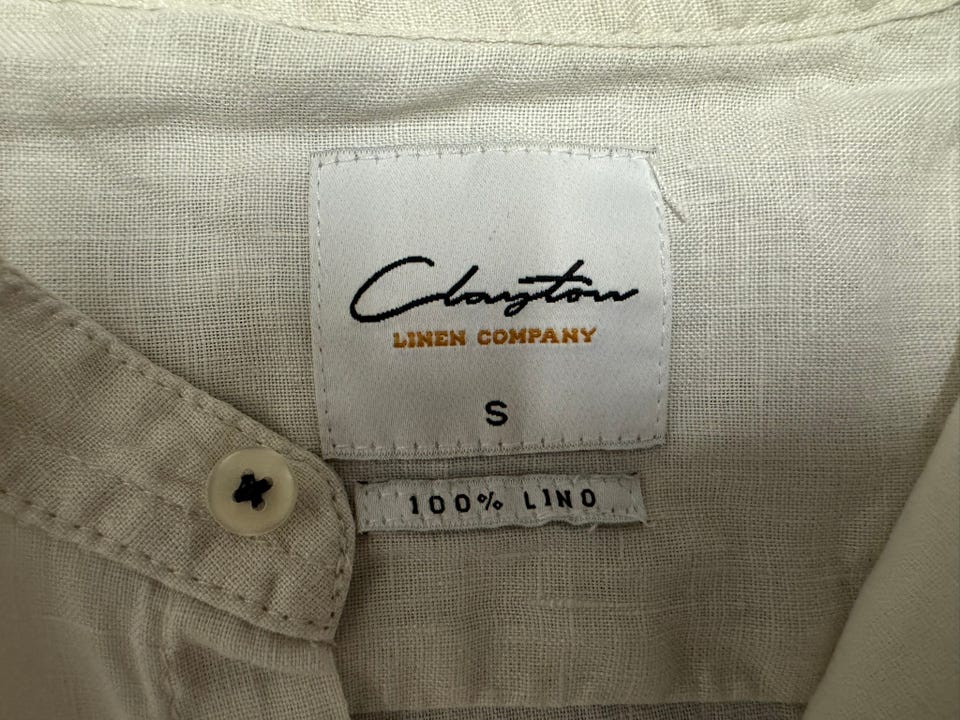 Clayton
LINEN COMPANY
S
100% LINO